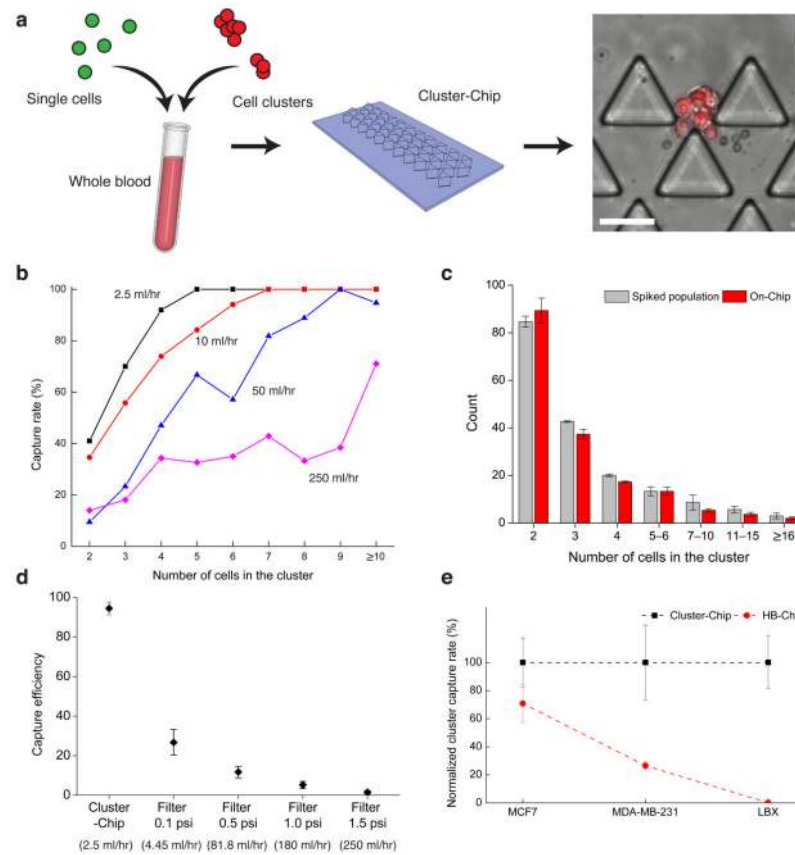 a
Single cells
Cell clusters
Whole blood
Cluster-Chip
b
100
80
60
40
20
0
Capture rate (%)
2.5 ml/hr
10 ml/hr
50 ml/hr
250 ml/hr
2 3 4 5 6 7 8 9 ≥10
Number of cells in the cluster
c
Spiked population On-Chip
100
80
60
40
20
0
Count
2 3 4 5–6 7–10 11–15 ≥16
Number of cells in the cluster
d
100
80
60
40
20
0
Capture efficiency
Cluster Filter Filter Filter Filter
-Chip 0.1 psi 0.5 psi 1.0 psi 1.5 psi
(2.5 ml/hr) (4.45 ml/hr) (81.8 ml/hr) (180 ml/hr) (250 ml/hr)
e
Cluster-Chip HB-Ch
100
80
60
40
20
0
Normalized cluster capture rate (%)
MCF7 MDA-MB-231 LBX